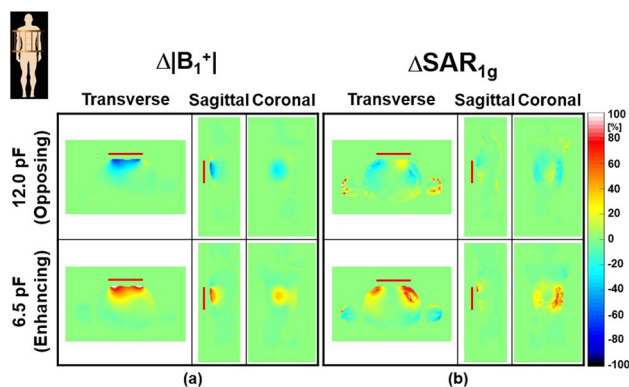 Δ|B₁⁺| ΔSAR₁g
Transverse Sagittal Coronal Transverse Sagittal Coronal
12.0 pF
(Opposing)
6.5 pF
(Enhancing)
100
[%]
80
60
40
20
0
-20
-40
-60
-80
-100
(a) (b)